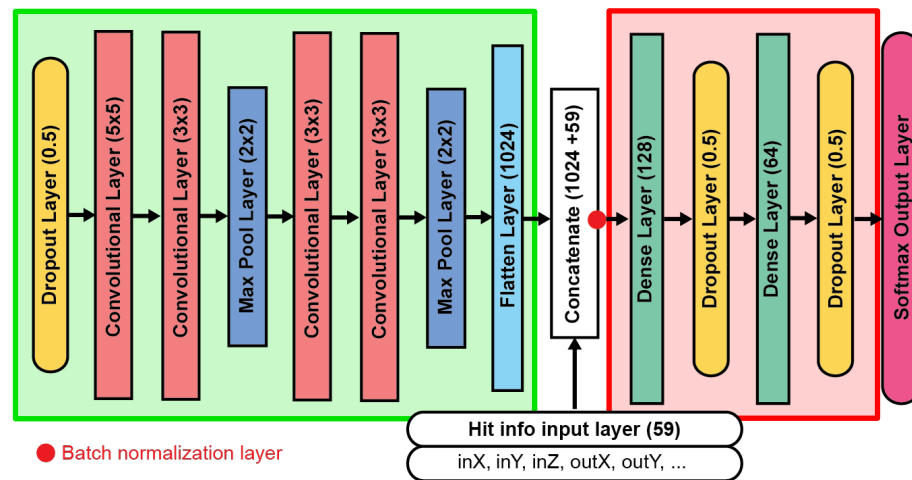 Dropout Layer (0.5)
Convolutional Layer (5x5)
Convolutional Layer (3x3)
Max Pool Layer (2x2)
Convolutional Layer (3x3)
Convolutional Layer (3x3)
Max Pool Layer (2x2)
Flatten Layer (1024)
Concatenate (1024 +59)
Dense Layer (128)
Dropout Layer (0.5)
Dense Layer (64)
Dropout Layer (0.5)
Softmax Output Layer
Hit info input layer (59)
inX, inY, inZ, outX, outY, ...
Batch normalization layer